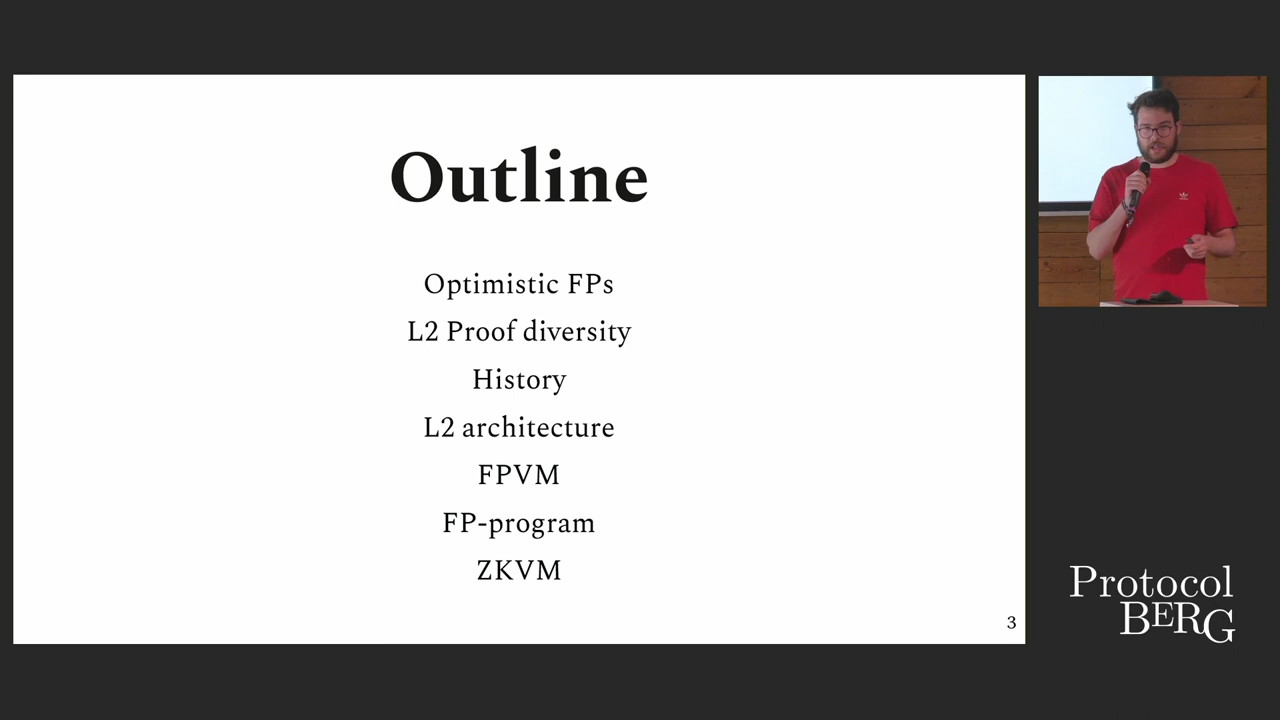 Outline
Optimistic FPs
L2 Proof diversity
History
L2 architecture
FPVM
FP-program
ZKVM
3
Protocol
BERG